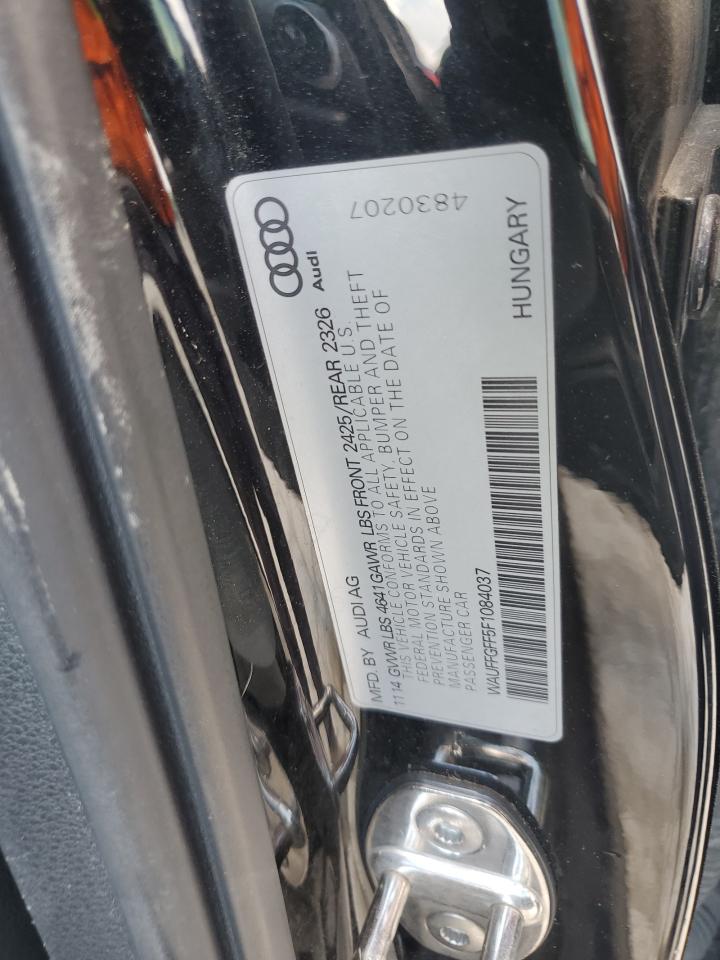 Audi
4830207
MFD. BY AUDI AG
11 14 GVWR LBS 4641 GAWR LBS FRONT 2425/REAR 2326
THIS VEHICLE CONFORMS TO ALL APPLICABLE U.S.
FEDERAL MOTOR VEHICLE SAFETY, BUMPER AND THEFT
PREVENTION STANDARDS IN EFFECT ON THE DATE OF
MANUFACTURE SHOWN ABOVE
PASSENGER CAR
WAUFFGFF5F1084037
HUNGARY